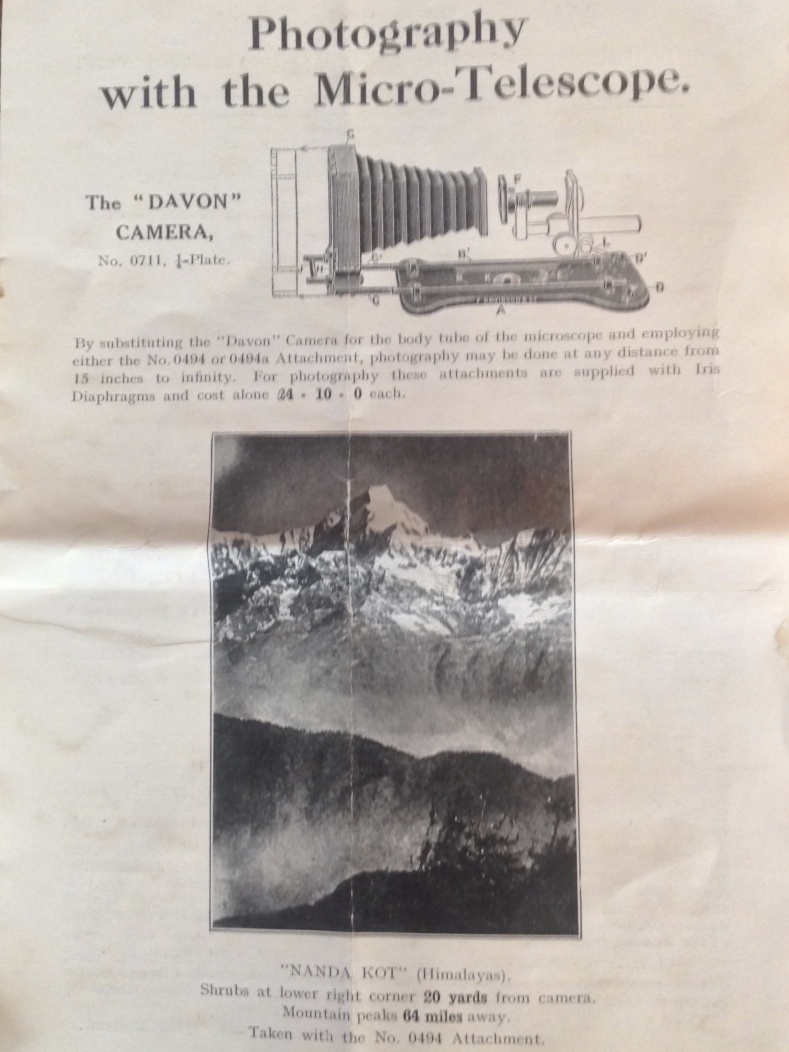 Photography
with the Micro-Telescope.
The "DAVON"
CAMERA,
No. 0711, ¼-Plate.
G
F
L
G'
B'
D'
H
K
D
G
A
By substituting the "Davon" Camera for the body tube of the microscope and employing
either the No. 0494 or 0494a Attachment, photography may be done at any distance from
15 inches to infinity. For photography these attachments are supplied with Iris
Diaphragms and cost alone £4 - 10 - 0 each.
"NANDA KOT" (Himalayas).
Shrubs at lower right corner 20 yards from camera.
Mountain peaks 64 miles away.
Taken with the No. 0494 Attachment.